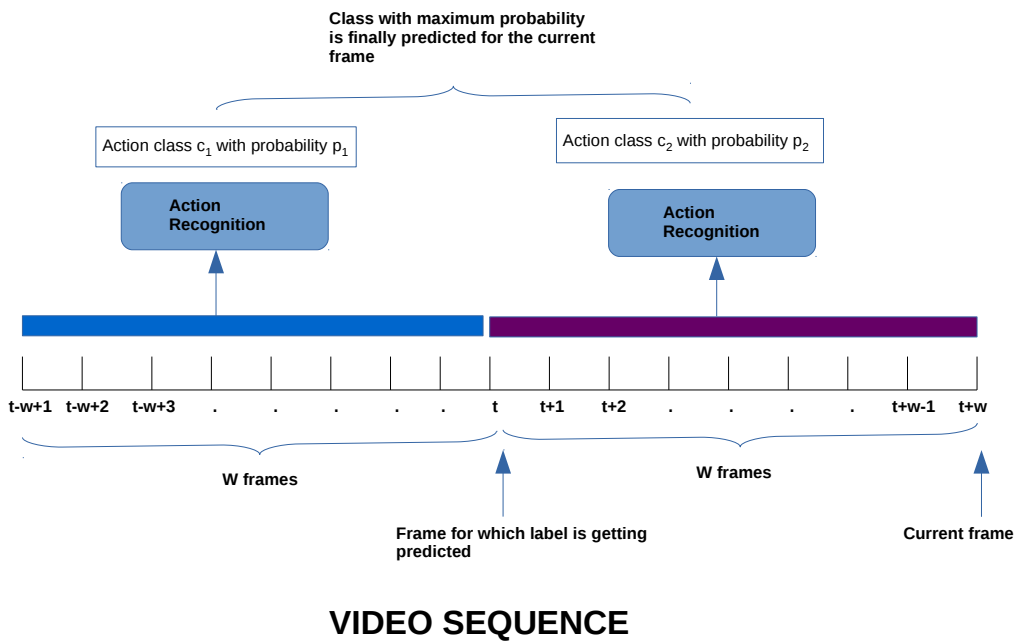 Class with maximum probability
is finally predicted for the current
frame
Action class c1 with probability p1
Action class c2 with probability p2
Action
Recognition
Action
Recognition
t-w+1 t-w+2 t-w+3 . . . . . t t+1 t+2 . . . . t+w-1 t+w
W frames
W frames
Frame for which label is getting
predicted
Current frame
VIDEO SEQUENCE